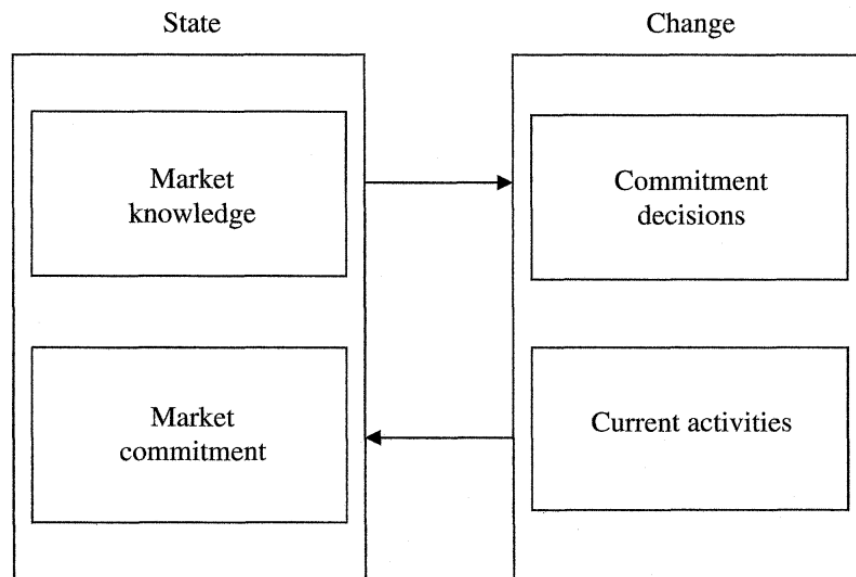 State
Change
Market
knowledge
Commitment
decisions
Market
commitment
Current activities